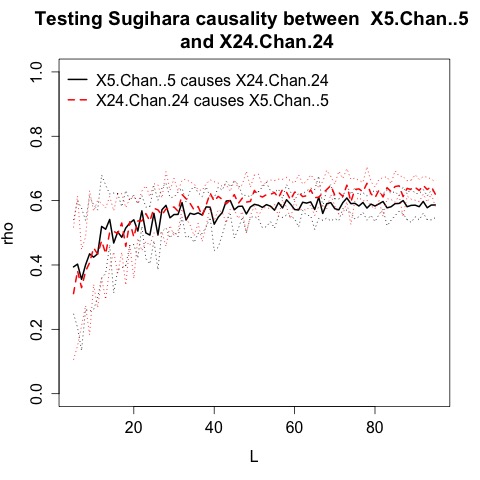 Testing Sugihara causality between  X5.Chan..5
and X24.Chan.24
X5.Chan..5 causes X24.Chan.24
X24.Chan.24 causes X5.Chan..5
rho
1.0
0.8
0.6
0.4
0.2
0.0
20 40 60 80
L